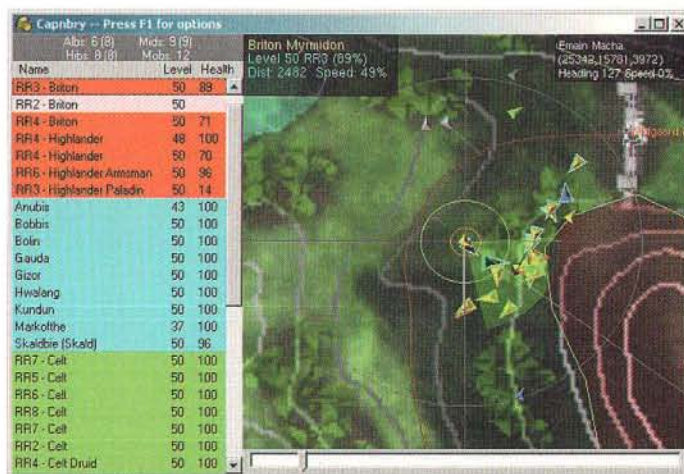 Capnbry -- Press F1 for options
Albs: 6 (8) Mids: 9 (9)
Hibs: 8 (8) Mobs: 12
Name Level Health
RR3 - Briton 50 89
RR2 - Briton 50
RR4 - Briton 50 71
RR4 - Highlander 48 100
RR4 - Highlander 50 70
RR6 - Highlander Armsman 50 96
RR3 - Highlander Paladin 50 14
Anubis 43 100
Bobbis 50 100
Bolin 50 100
Gauda 50 100
Gizor 50 100
Hwalang 50 100
Kundun 50 100
Markofthe 37 100
Skaldbie (Skald) 50 96
RR7 - Celt 50 100
RR5 - Celt 50 100
RR6 - Celt 50 100
RR8 - Celt 50 100
RR7 - Celt 50 100
RR2 - Celt 50 100
RR4 - Celt Druid 50 100
Briton Myrmidon
Level 50 RR3 (89%)
Dist: 2482 Speed: 49%
Emain Macha
(25342,15781,3972)
Heading 127 Speed 0%